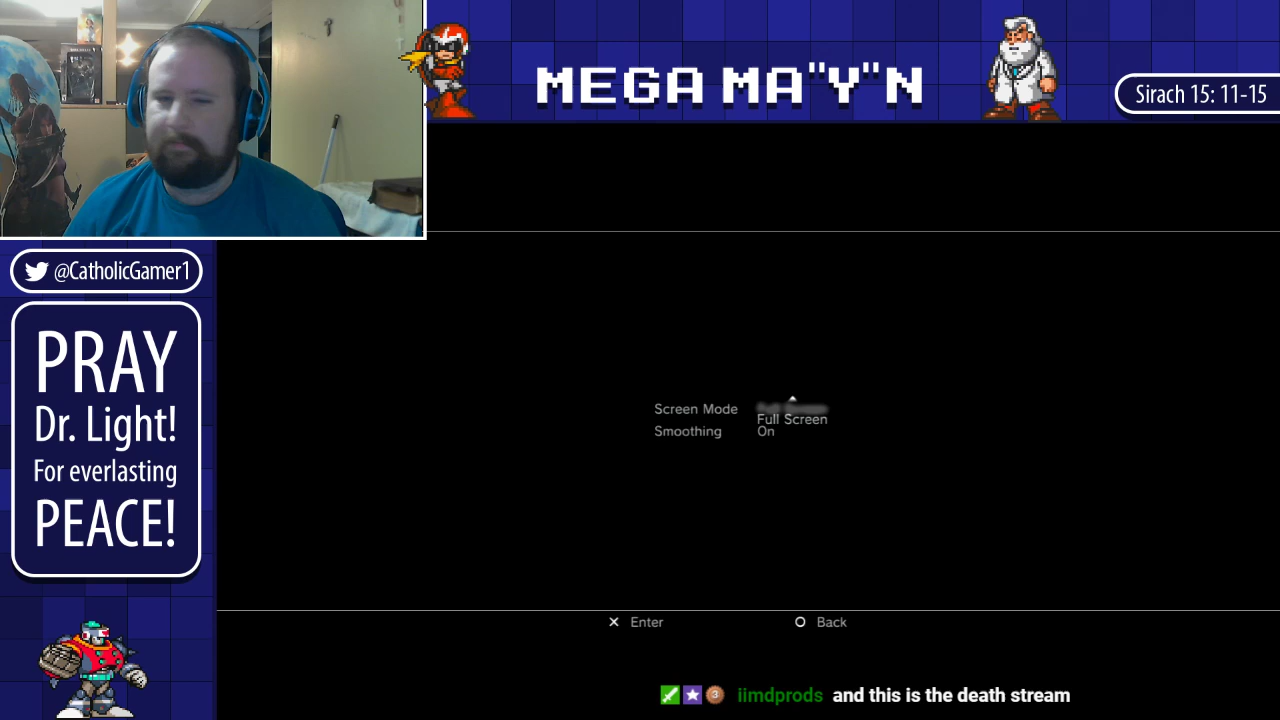 MEGA MA"Y"N
Sirach 15: 11-15
@CatholicGamer1
PRAY
Dr. Light!
For everlasting
PEACE!
Screen Mode
Full Screen
Smoothing On
X Enter O Back
3 iimdprods and this is the death stream